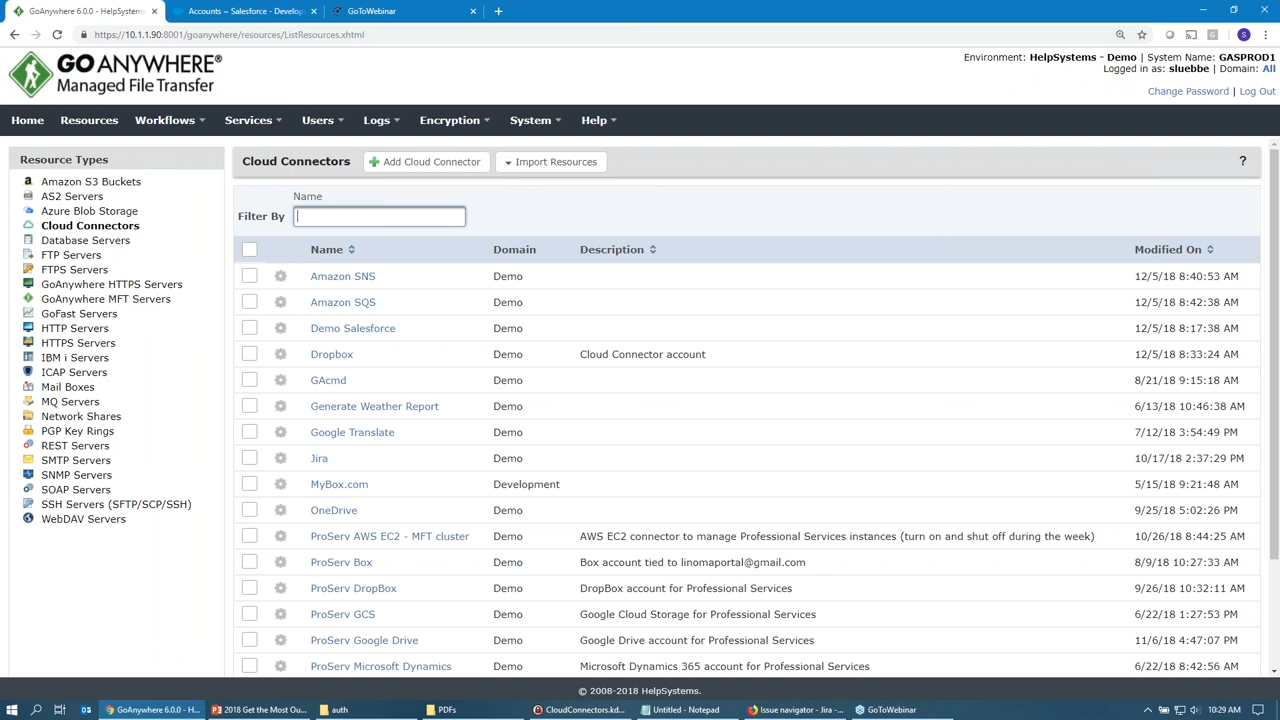 GoAnywhere 6.0.0 - HelpSystems
Accounts ~ Salesforce - Develop
GoToWebinar
https://10.1.1.90:8001/goanywhere/resources/ListResources.xhtml
S
GO ANYWHERE®
Managed File Transfer
Environment: HelpSystems - Demo | System Name: GASPROD1
Logged in as: sluebbe | Domain: All
Change Password | Log Out
Home Resources Workflows Services Users Logs Encryption System Help
Resource Types
Amazon S3 Buckets
AS2 Servers
Azure Blob Storage
Cloud Connectors
Database Servers
FTP Servers
FTPS Servers
GoAnywhere HTTPS Servers
GoAnywhere MFT Servers
GoFast Servers
HTTP Servers
HTTPS Servers
IBM i Servers
ICAP Servers
Mail Boxes
MQ Servers
Network Shares
PGP Key Rings
REST Servers
SMTP Servers
SNMP Servers
SOAP Servers
SSH Servers (SFTP/SCP/SSH)
WebDAV Servers
Cloud Connectors Add Cloud Connector Import Resources ?
Name
Filter By
Name Domain Description Modified On
Amazon SNS Demo 12/5/18 8:40:53 AM
Amazon SQS Demo 12/5/18 8:42:38 AM
Demo Salesforce Demo 12/5/18 8:17:38 AM
Dropbox Demo Cloud Connector account 12/5/18 8:33:24 AM
GAcmd Demo 8/21/18 9:15:18 AM
Generate Weather Report Demo 6/13/18 10:46:38 AM
Google Translate Demo 7/12/18 3:54:49 PM
Jira Demo 10/17/18 2:37:29 PM
MyBox.com Development 5/15/18 9:21:48 AM
OneDrive Demo 9/25/18 5:02:26 PM
ProServ AWS EC2 - MFT cluster Demo AWS EC2 connector to manage Professional Services instances (turn on and shut off during the week) 10/26/18 8:44:25 AM
ProServ Box Demo Box account tied to linomaportal@gmail.com 8/9/18 10:27:33 AM
ProServ DropBox Demo DropBox account for Professional Services 9/26/18 10:32:11 AM
ProServ GCS Demo Google Cloud Storage for Professional Services 6/22/18 1:27:53 PM
ProServ Google Drive Demo Google Drive account for Professional Services 11/6/18 4:47:07 PM
ProServ Microsoft Dynamics Demo Microsoft Dynamics 365 account for Professional Services 6/22/18 8:42:56 AM
© 2008-2018 HelpSystems.
GoAnywhere 6.0.0 - H... 2018 Get the Most Ou... auth PDFs CloudConnectors.kd... Untitled - Notepad Issue navigator - Jira -... GoToWebinar 10:29 AM